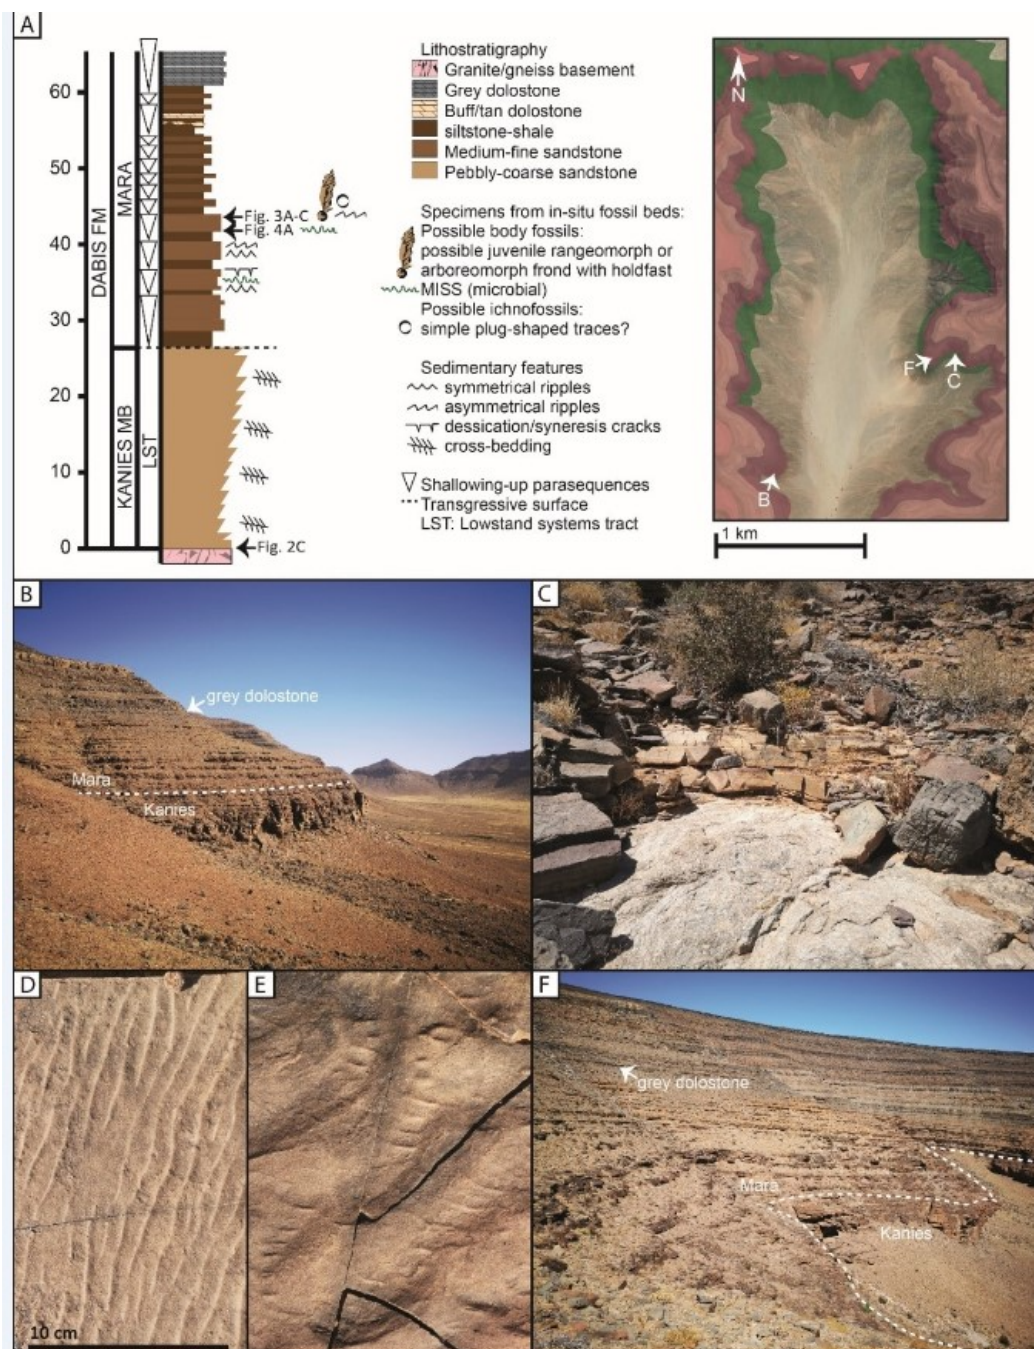 A
60
50
40
30
20
10
0
DABIS FM
MARA
KANIES MB
LST
Fig. 3A-C
Fig. 4A
Fig. 2C
Lithostratigraphy
Granite/gneiss basement
Grey dolostone
Buff/tan dolostone
siltstone-shale
Medium-fine sandstone
Pebbly-coarse sandstone
Specimens from in-situ fossil beds:
Possible body fossils:
possible juvenile rangeomorph or
arboreomorph frond with holdfast
MISS (microbial)
Possible ichnofossils:
simple plug-shaped traces?
Sedimentary features
symmetrical ripples
asymmetrical ripples
dessication/syneresis cracks
cross-bedding
Shallowing-up parasequences
Transgressive surface
LST: Lowstand systems tract
N
F
C
B
1 km
B
grey dolostone
Mara
Kanies
C
D
10 cm
E
F
grey dolostone
Mara
Kanies